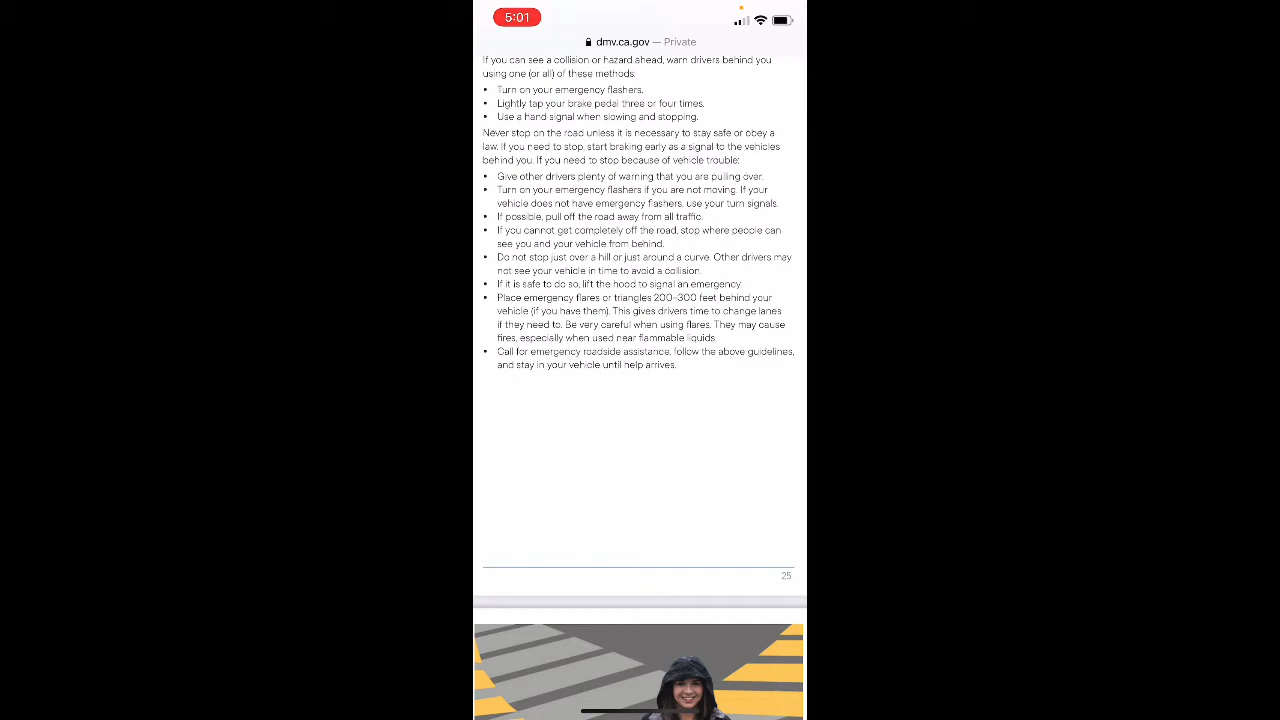 5:01
dmv.ca.gov — Private
If you can see a collision or hazard ahead, warn drivers behind you
using one (or all) of these methods:
• Turn on your emergency flashers.
• Lightly tap your brake pedal three or four times.
• Use a hand signal when slowing and stopping.
Never stop on the road unless it is necessary to stay safe or obey a
law. If you need to stop, start braking early as a signal to the vehicles
behind you. If you need to stop because of vehicle trouble:
• Give other drivers plenty of warning that you are pulling over.
• Turn on your emergency flashers if you are not moving. If your
vehicle does not have emergency flashers, use your turn signals.
• If possible, pull off the road away from all traffic.
• If you cannot get completely off the road, stop where people can
see you and your vehicle from behind.
• Do not stop just over a hill or just around a curve. Other drivers may
not see your vehicle in time to avoid a collision.
• If it is safe to do so, lift the hood to signal an emergency.
• Place emergency flares or triangles 200-300 feet behind your
vehicle (if you have them). This gives drivers time to change lanes
if they need to. Be very careful when using flares. They may cause
fires, especially when used near flammable liquids.
• Call for emergency roadside assistance, follow the above guidelines,
and stay in your vehicle until help arrives.
25